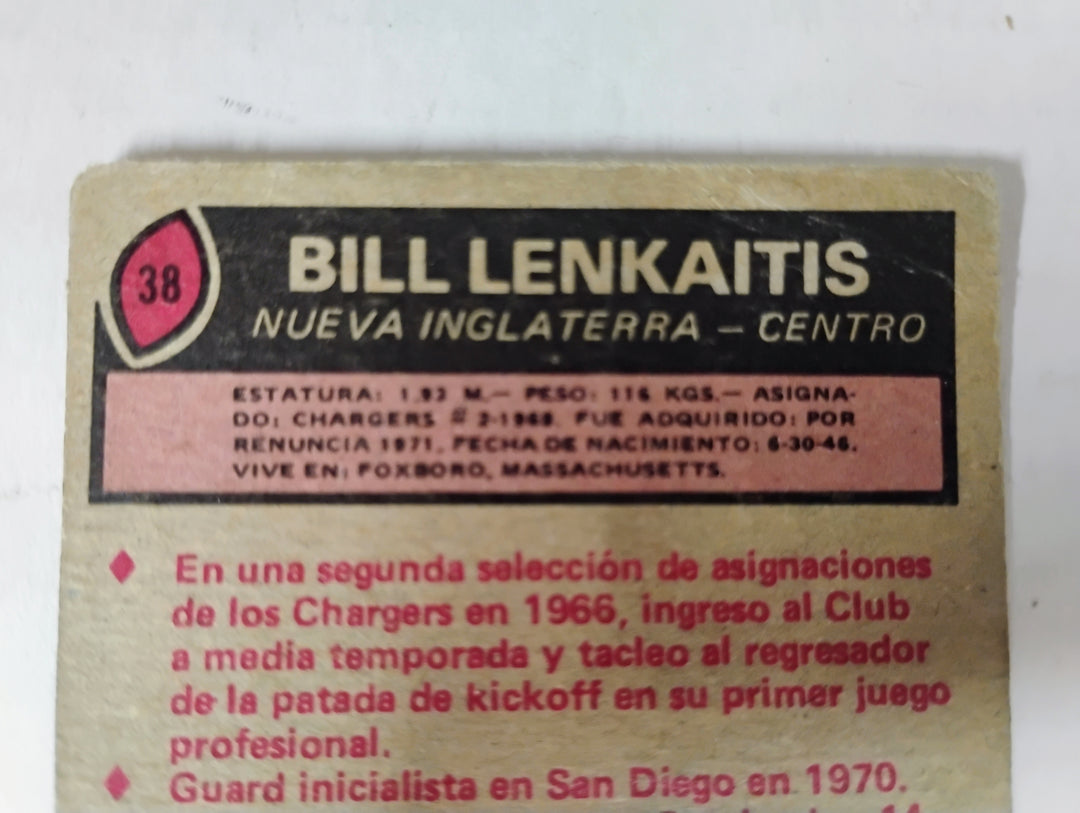 38
BILL LENKAITIS
NUEVA INGLATERRA – CENTRO
ESTATURA: 1.93 M.— PESO: 116 KGS.— ASIGNA-
DO: CHARGERS # 2-1968. FUE ADQUIRIDO: POR
RENUNCIA 1971. FECHA DE NACIMIENTO: 6-30-46.
VIVE EN: FOXBORO, MASSACHUSETTS.
♦ En una segunda selección de asignaciones
de los Chargers en 1966, ingreso al Club
a media temporada y tacleo al regresador
de la patada de kickoff en su primer juego
profesional.
♦ Guard inicialista en San Diego en 1970.